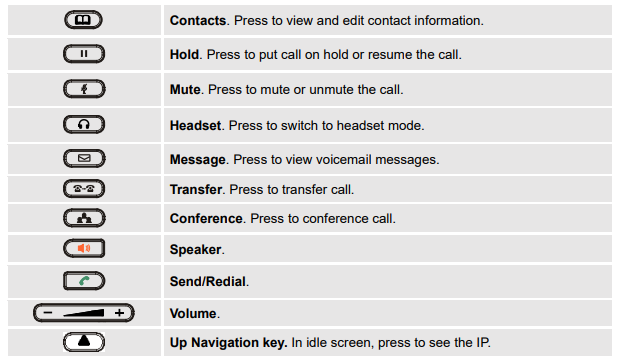 Contacts. Press to view and edit contact information.
Hold. Press to put call on hold or resume the call.
Mute. Press to mute or unmute the call.
Headset. Press to switch to headset mode.
Message. Press to view voicemail messages.
Transfer. Press to transfer call.
Conference. Press to conference call.
Speaker.
Send/Redial.
− + Volume.
Up Navigation key. In idle screen, press to see the IP.